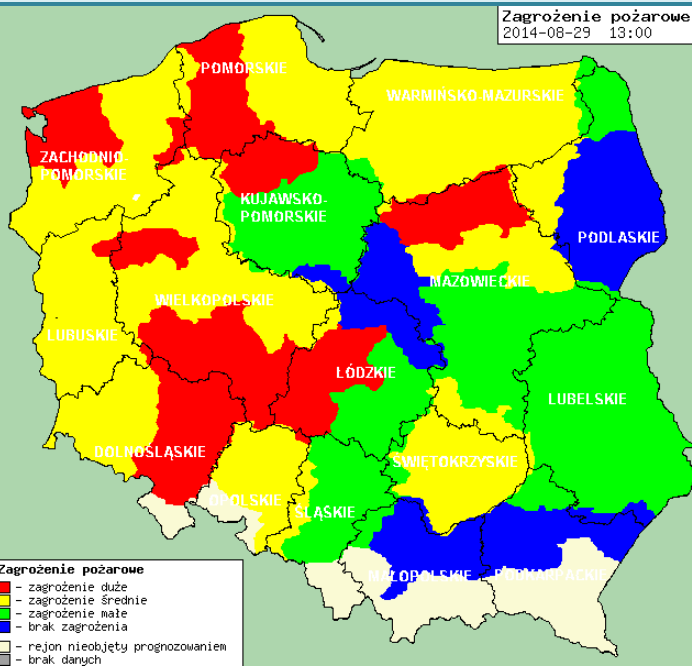 Zagrożenie pożarowe
2014-08-29 13:00
POMORSKIE
WARMIŃSKO-MAZURSKIE
ZACHODNIO
POMORSKIE
KUJAWSKO-
POMORSKIE
PODLASKIE
MAZOWIECKIE
WIELKOPOLSKIE
LUBUSKIE
ŁÓDZKIE
LUBELSKIE
DOLNOŚLĄSKIE
ŚWIĘTOKRZYSKIE
OPOLSKIE
ŚLĄSKIE
MAŁOPOLSKIE
PODKARPACKIE
Zagrożenie pożarowe
- zagrożenie duże
- zagrożenie średnie
- zagrożenie małe
- brak zagrożenia
- rejon nieobjęty prognozowaniem
- brak danych